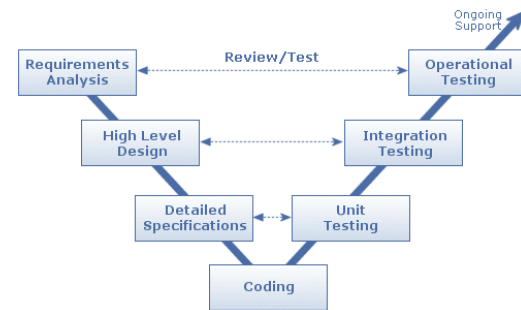 Ongoing
Support
Requirements
Analysis
Review/Test
Operational
Testing
High Level
Design
Integration
Testing
Detailed
Specifications
Unit
Testing
Coding